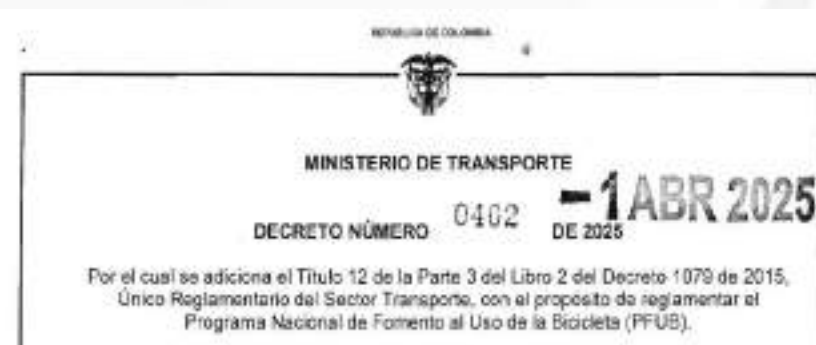 REPUBLICA DE COLOMBIA
MINISTERIO DE TRANSPORTE
DECRETO NÚMERO 0402 DE 2025
-1 ABR 2025
Por el cual se adiciona el Título 12 de la Parte 3 del Libro 2 del Decreto 1079 de 2015,
Único Reglamentario del Sector Transporte, con el propósito de reglamentar el
Programa Nacional de Fomento al Uso de la Bicicleta (PFUB).